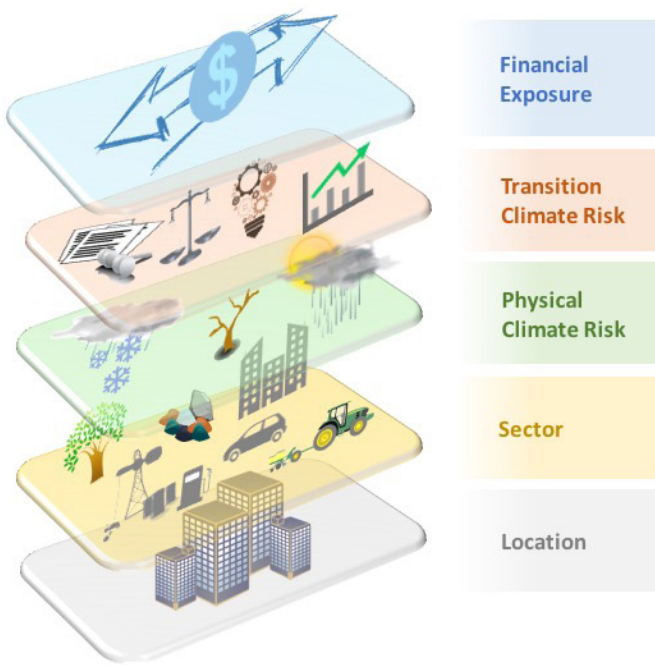 $
Financial
Exposure
Transition
Climate Risk
Physical
Climate Risk
Sector
Location